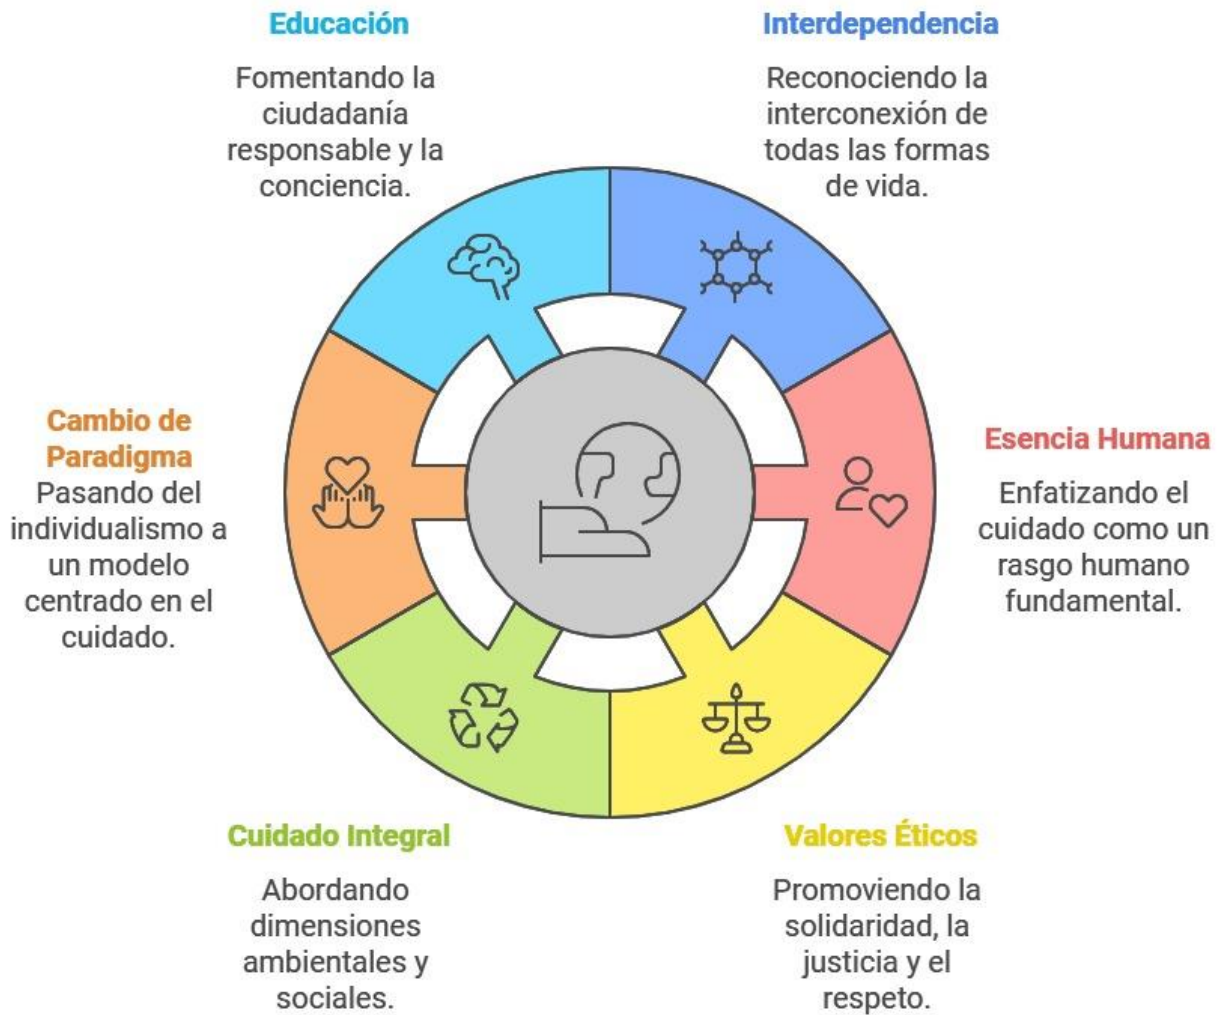 Educación
Fomentando la
ciudadanía
responsable y la
conciencia.
Interdependencia
Reconociendo la
interconexión de
todas las formas
de vida.
Cambio de
Paradigma
Pasando del
individualismo a
un modelo
centrado en el
cuidado.
Esencia Humana
Enfatizando el
cuidado como un
rasgo humano
fundamental.
Cuidado Integral
Abordando
dimensiones
ambientales y
sociales.
Valores Éticos
Promoviendo la
solidaridad, la
justicia y el
respeto.